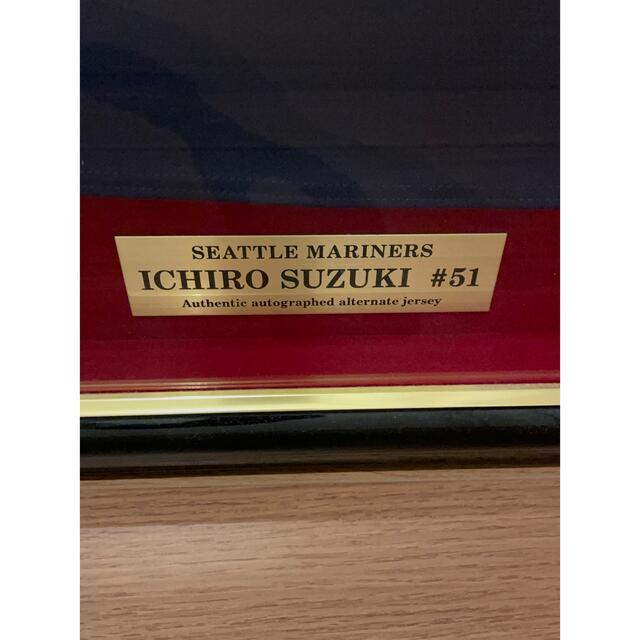 SEATTLE MARINERS
ICHIRO SUZUKI #51
Authentic autographed alternate jersey